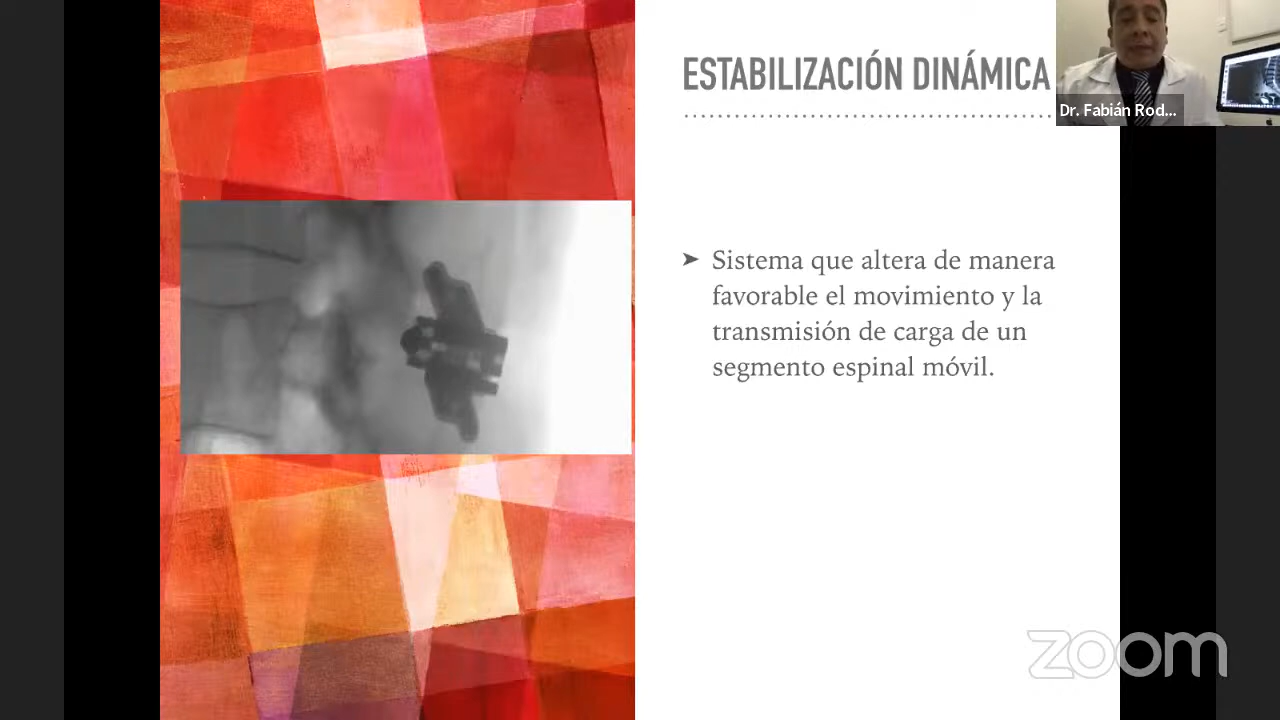 ESTABILIZACIÓN DINÁMICA
Dr. Fabián Rod...
➤ Sistema que altera de manera
favorable el movimiento y la
transmisión de carga de un
segmento espinal móvil.
zoom